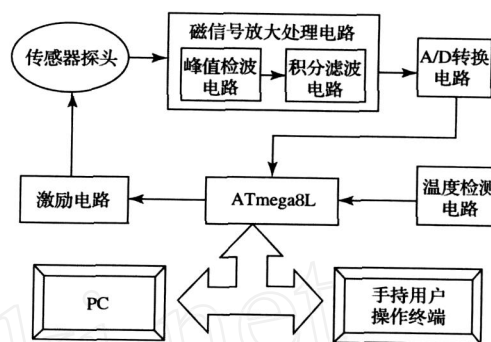 磁信号放大处理电路
传感器探头
峰值检波
电路
积分滤波
电路
A/D转换
电路
激励电路
ATmega8L
温度检测
电路
PC
手持用户
操作终端